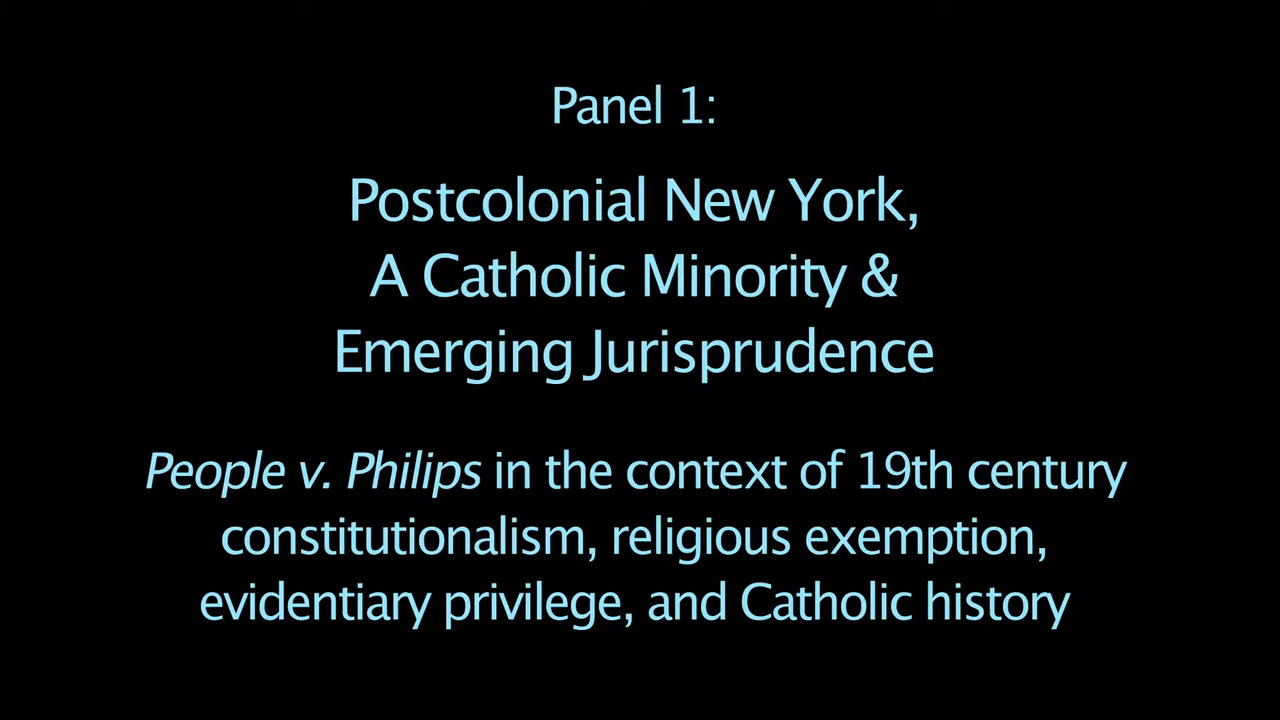 Panel 1:
Postcolonial New York,
A Catholic Minority &
Emerging Jurisprudence
People v. Philips in the context of 19th century
constitutionalism, religious exemption,
evidentiary privilege, and Catholic history